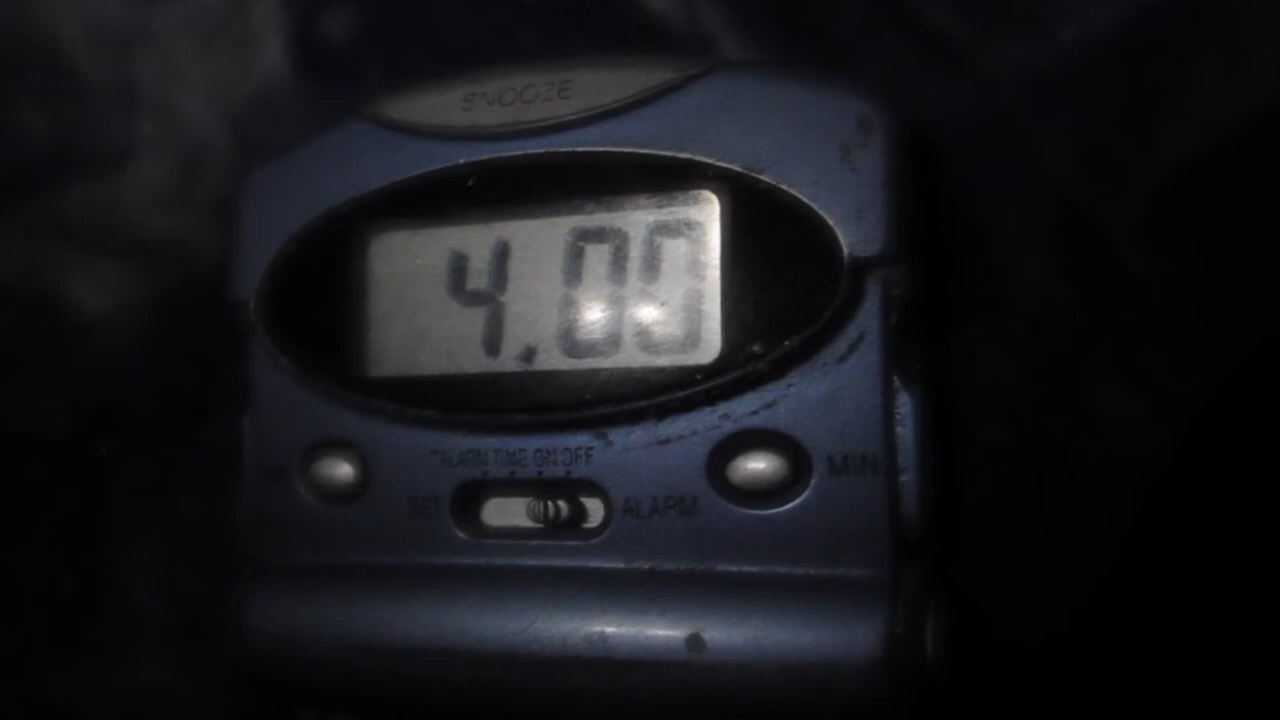 SNOOZE
4.00
ALARM TIME ON OFF
SET ALARM
MIN